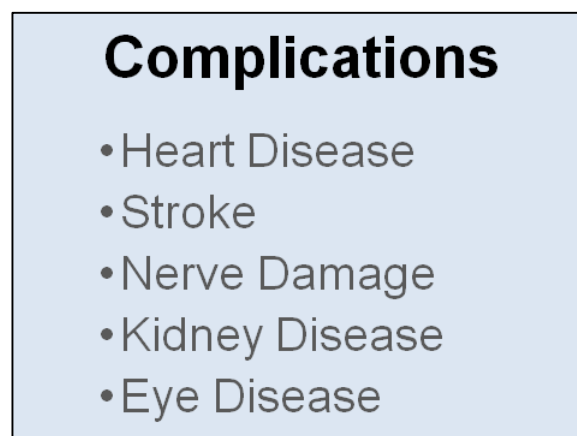 Complications
•Heart Disease
•Stroke
•Nerve Damage
•Kidney Disease
•Eye Disease